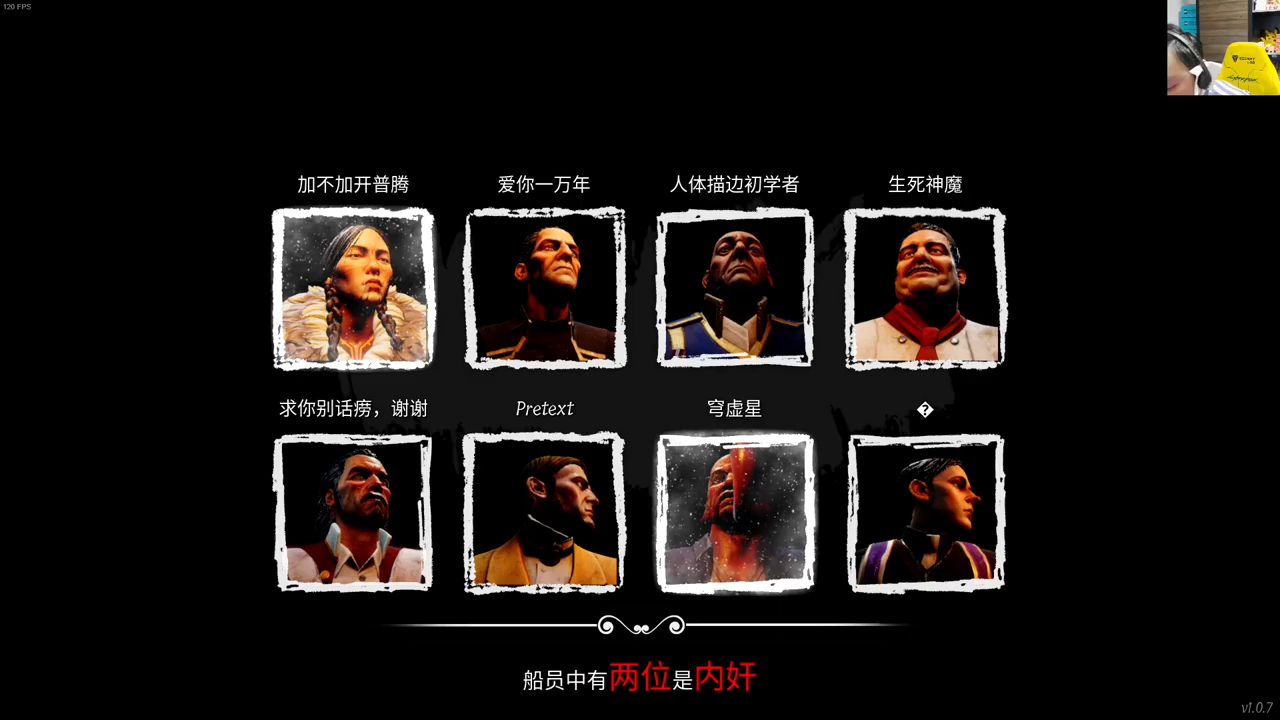 120 FPS
加不加开普腾
爱你一万年
人体描边初学者
生死神魔
求你别话痨，谢谢
Pretext
穹虚星
�
船员中有两位是内奸
v1.0.7